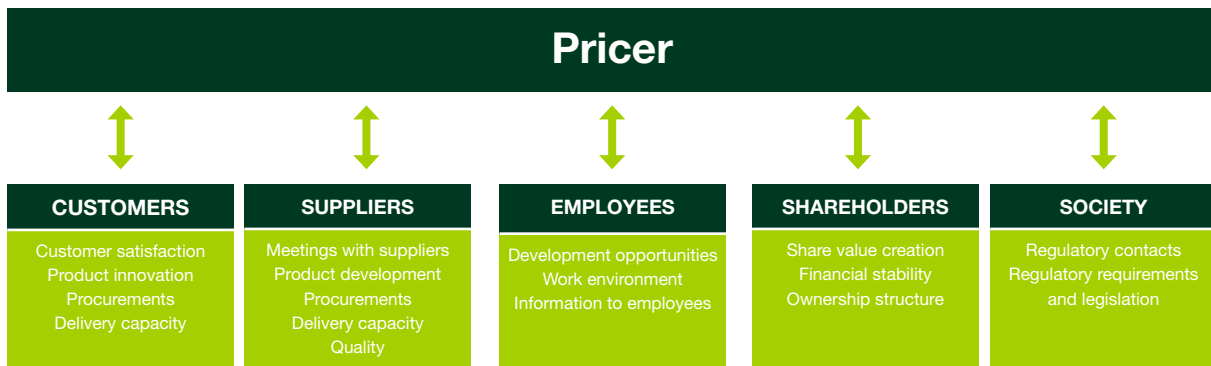 Pricer
CUSTOMERS
Customer satisfaction
Product innovation
Procurements
Delivery capacity
SUPPLIERS
Meetings with suppliers
Product development
Procurements
Delivery capacity
Quality
EMPLOYEES
Development opportunities
Work environment
Information to employees
SHAREHOLDERS
Share value creation
Financial stability
Ownership structure
SOCIETY
Regulatory contacts
Regulatory requirements
and legislation